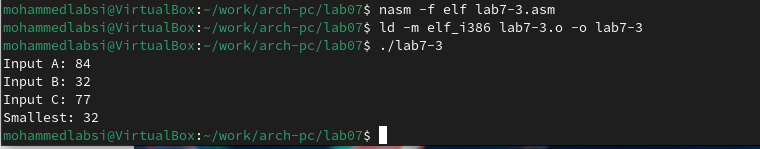 mohammedlabsi@VirtualBox:~/work/arch-pc/lab07$ nasm -f elf lab7-3.asm
mohammedlabsi@VirtualBox:~/work/arch-pc/lab07$ ld -m elf_i386 lab7-3.o -o lab7-3
mohammedlabsi@VirtualBox:~/work/arch-pc/lab07$ ./lab7-3
Input A: 84
Input B: 32
Input C: 77
Smallest: 32
mohammedlabsi@VirtualBox:~/work/arch-pc/lab07$